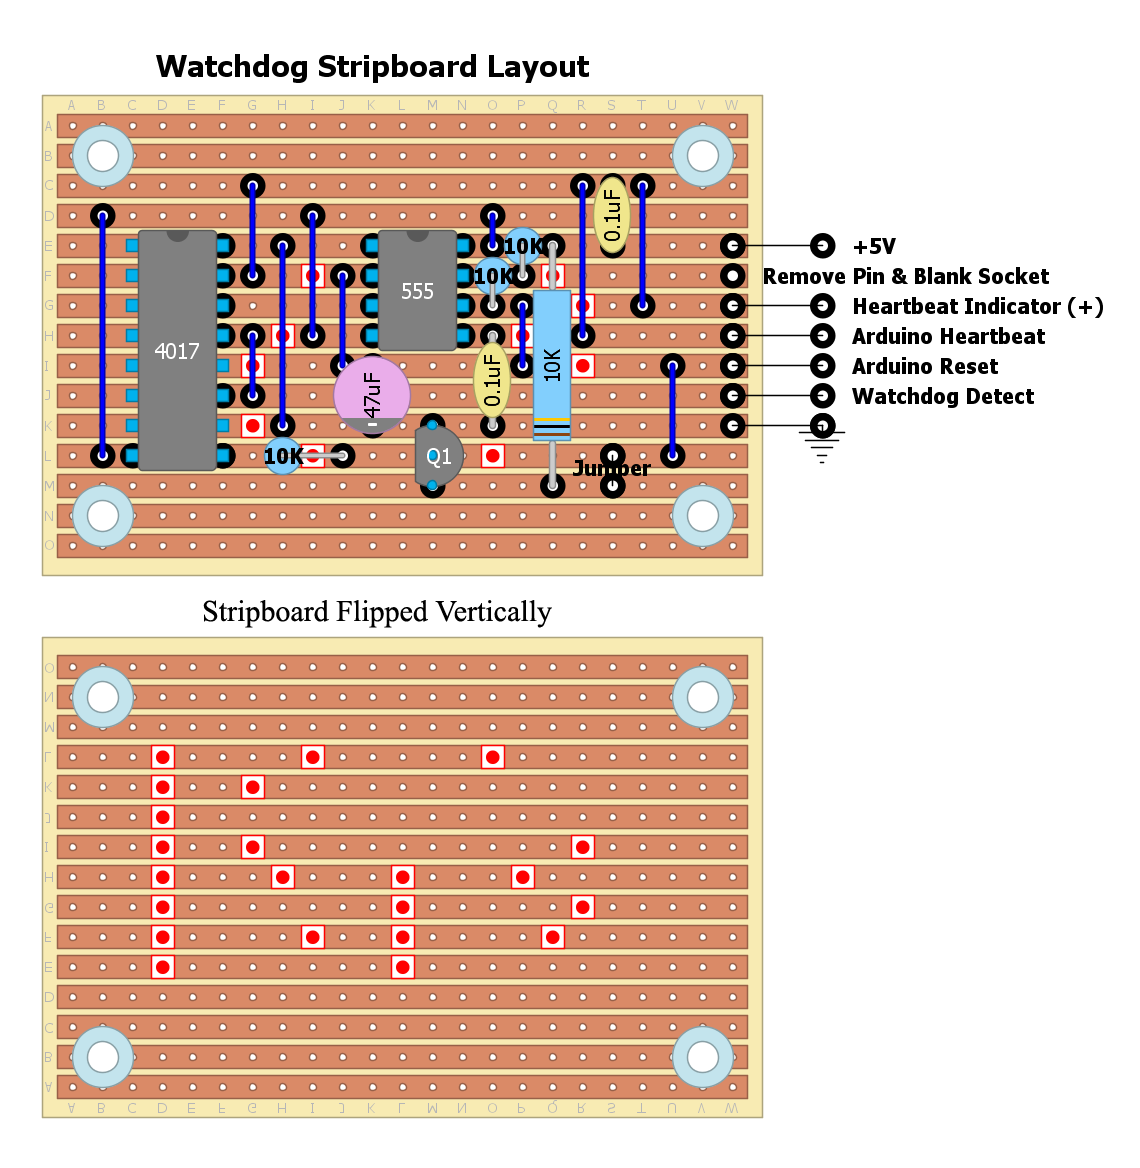 Watchdog Stripboard Layout
A B C D E F G H I J K L M N O P Q R S T U V W
A
B
C
D
E
F
G
H
I
J
K
L
M
N
O
4017
555
10K
10K
0.1uF
0.1uF
47uF
10K
10K
Q1
Jumper
+5V
Remove Pin & Blank Socket
Heartbeat Indicator (+)
Arduino Heartbeat
Arduino Reset
Watchdog Detect
Stripboard Flipped Vertically
O
N
M
L
K
J
I
H
G
F
E
D
C
B
A
A B C D E F G H I J K L M N O P Q R S T U V W